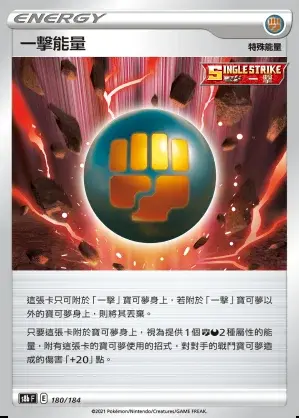 ENERGY
一擊能量
特殊能量
SINGLE STRIKE
一擊
這張卡只可附於「一擊」寶可夢身上，若附於「一擊」寶可夢以
外的寶可夢身上，則將其丟棄。
只要這張卡附於寶可夢身上，視為提供1個2種屬性的能
量，附有這張卡的寶可夢使用的招式，對對手的戰鬥寶可夢造
成的傷害「+20」點。
s8b F E 180/184
©2021 Pokémon/Nintendo/Creatures/GAME FREAK.